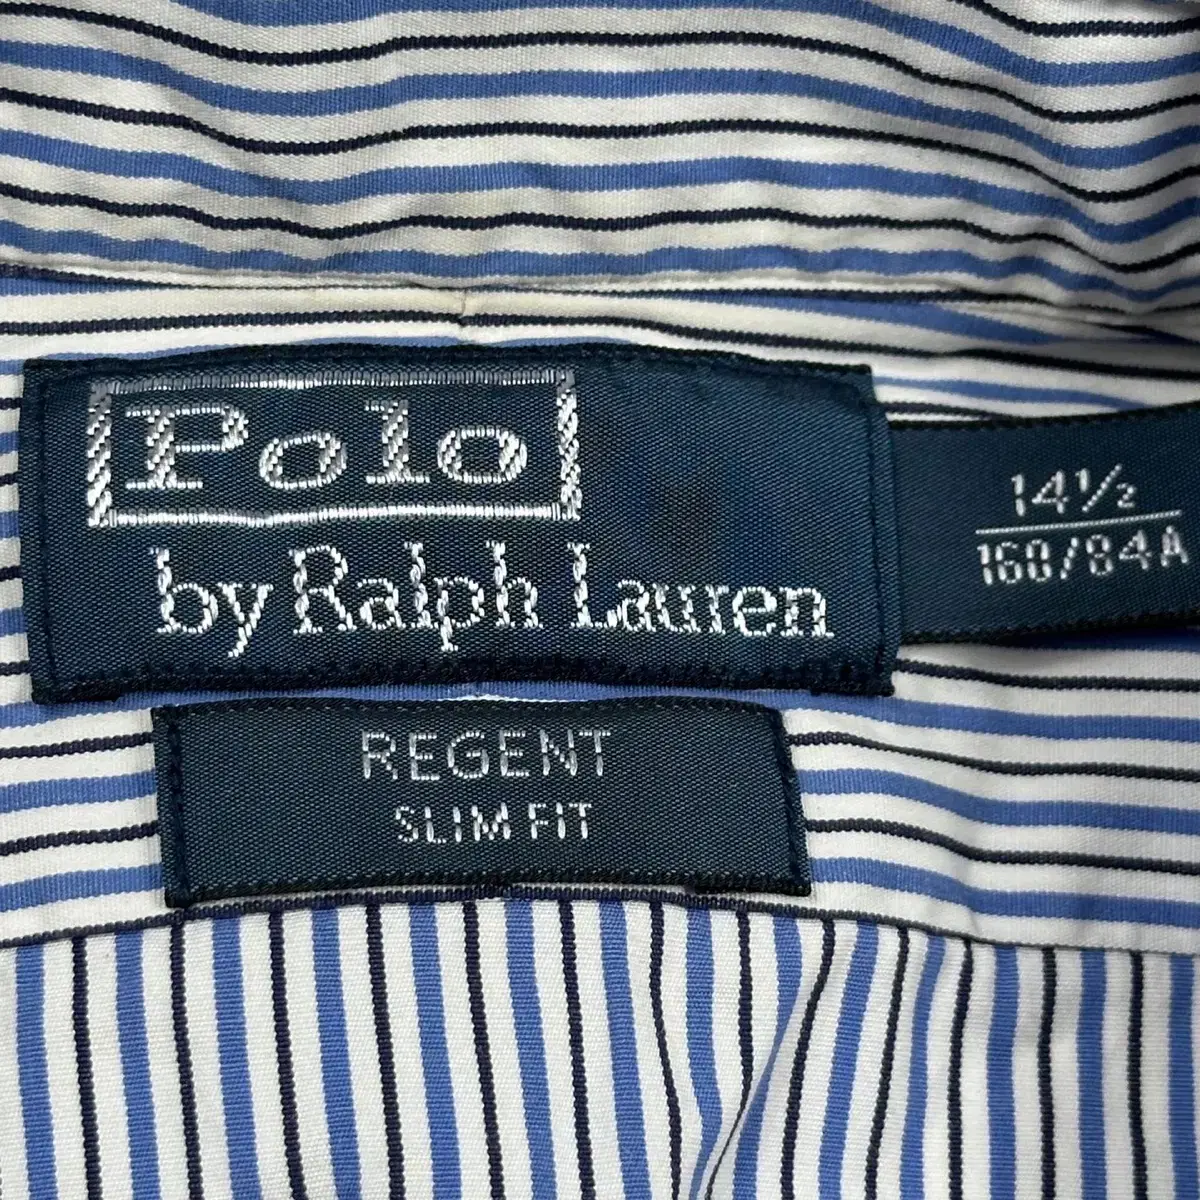 Polo
by Ralph Lauren
14½
160/84A
REGENT
SLIM FIT